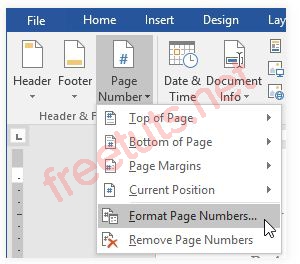 File Home Insert Design Layout
Header Footer Page Number Date & Time Document Info
Header & F
Top of Page
Bottom of Page
Page Margins
Current Position
Format Page Numbers...
Remove Page Numbers
freetuts.net